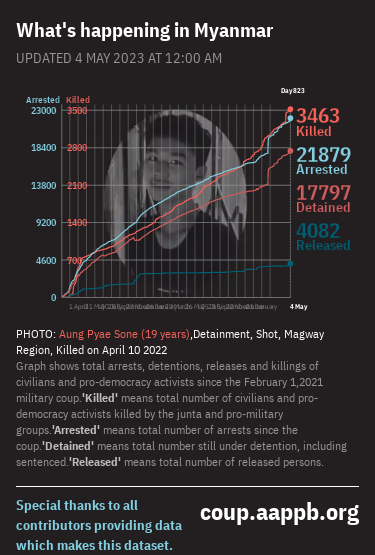 What's happening in Myanmar
UPDATED 4 MAY 2023 AT 12:00 AM
Day823
Arrested Killed
23000 3500
3463
Killed
18400 2800
21879
Arrested
13800 2100
17797
Detained
9200 1400
4082
Released
4600 700
0
4 May
PHOTO: Aung Pyae Sone (19 years),Detainment, Shot, Magway
Region, Killed on April 10 2022
Graph shows total arrests, detentions, releases and killings of
civilians and pro-democracy activists since the February 1,2021
military coup.'Killed' means total number of civilians and pro-
democracy activists killed by the junta and pro-military
groups.'Arrested' means total number of arrests since the
coup.'Detained' means total number still under detention, including
sentenced.'Released' means total number of released persons.
Special thanks to all
contributors providing data
which makes this dataset.
coup.aappb.org